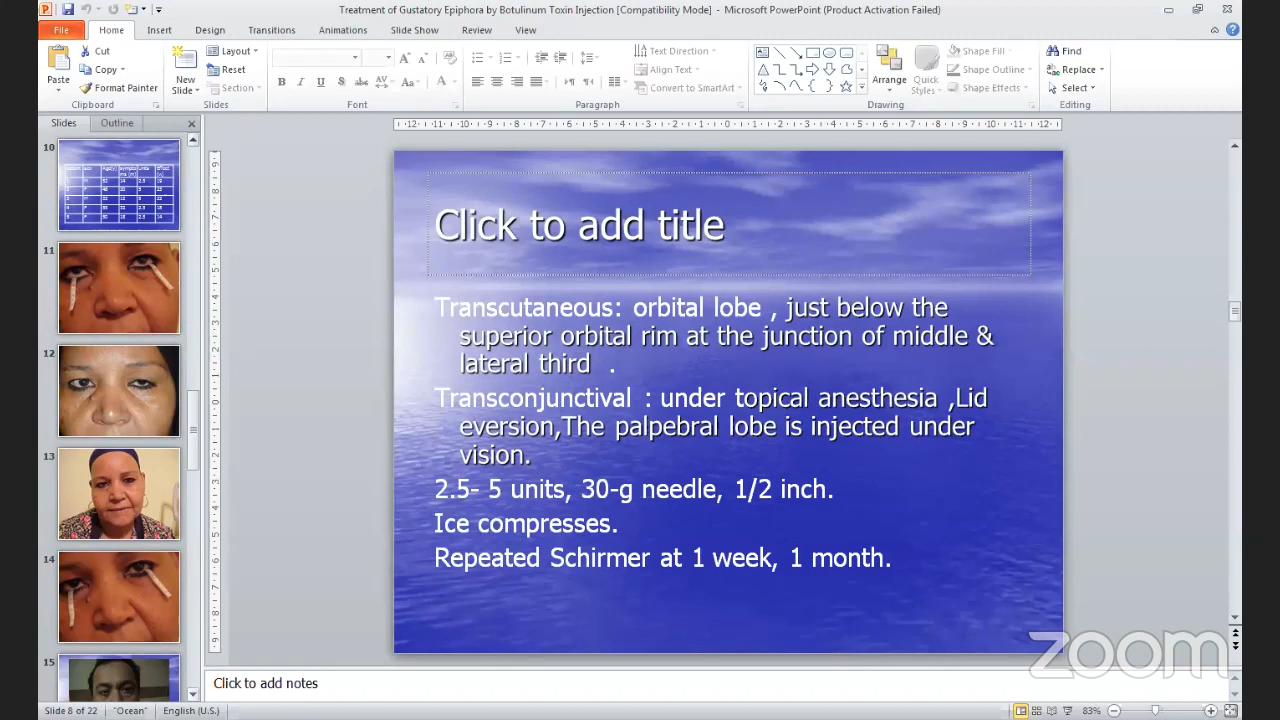 Treatment of Gustatory Epiphora by Botulinum Toxin Injection [Compatibility Mode] - Microsoft PowerPoint (Product Activation Failed)
File Home Insert Design Transitions Animations Slide Show Review View
Cut
Copy
Format Painter
Paste
Clipboard
New
Slide
Layout
Reset
Section
Slides
Font
Text Direction
Align Text
Convert to SmartArt
Paragraph
Arrange
Quick
Styles
Shape Fill
Shape Outline
Shape Effects
Drawing
Find
Replace
Select
Editing
Slides Outline
10
11
12
13
14
15
Click to add title
Transcutaneous: orbital lobe , just below the
superior orbital rim at the junction of middle &
lateral third .
Transconjunctival : under topical anesthesia ,Lid
eversion,The palpebral lobe is injected under
vision.
2.5- 5 units, 30-g needle, 1/2 inch.
Ice compresses.
Repeated Schirmer at 1 week, 1 month.
zoom
Click to add notes
Slide 8 of 22 "Ocean" English (U.S.) 83%